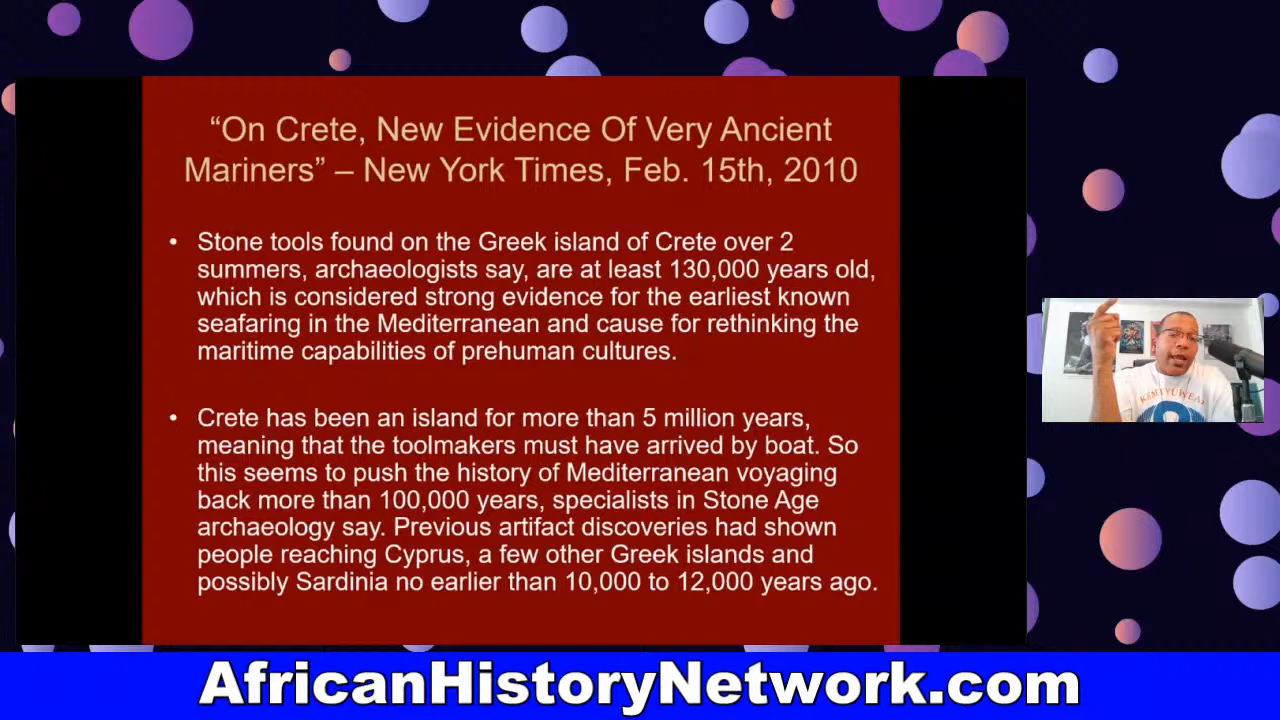 “On Crete, New Evidence Of Very Ancient
Mariners” – New York Times, Feb. 15th, 2010
• Stone tools found on the Greek island of Crete over 2
summers, archaeologists say, are at least 130,000 years old,
which is considered strong evidence for the earliest known
seafaring in the Mediterranean and cause for rethinking the
maritime capabilities of prehuman cultures.
• Crete has been an island for more than 5 million years,
meaning that the toolmakers must have arrived by boat. So
this seems to push the history of Mediterranean voyaging
back more than 100,000 years, specialists in Stone Age
archaeology say. Previous artifact discoveries had shown
people reaching Cyprus, a few other Greek islands and
possibly Sardinia no earlier than 10,000 to 12,000 years ago.
AfricanHistoryNetwork.com